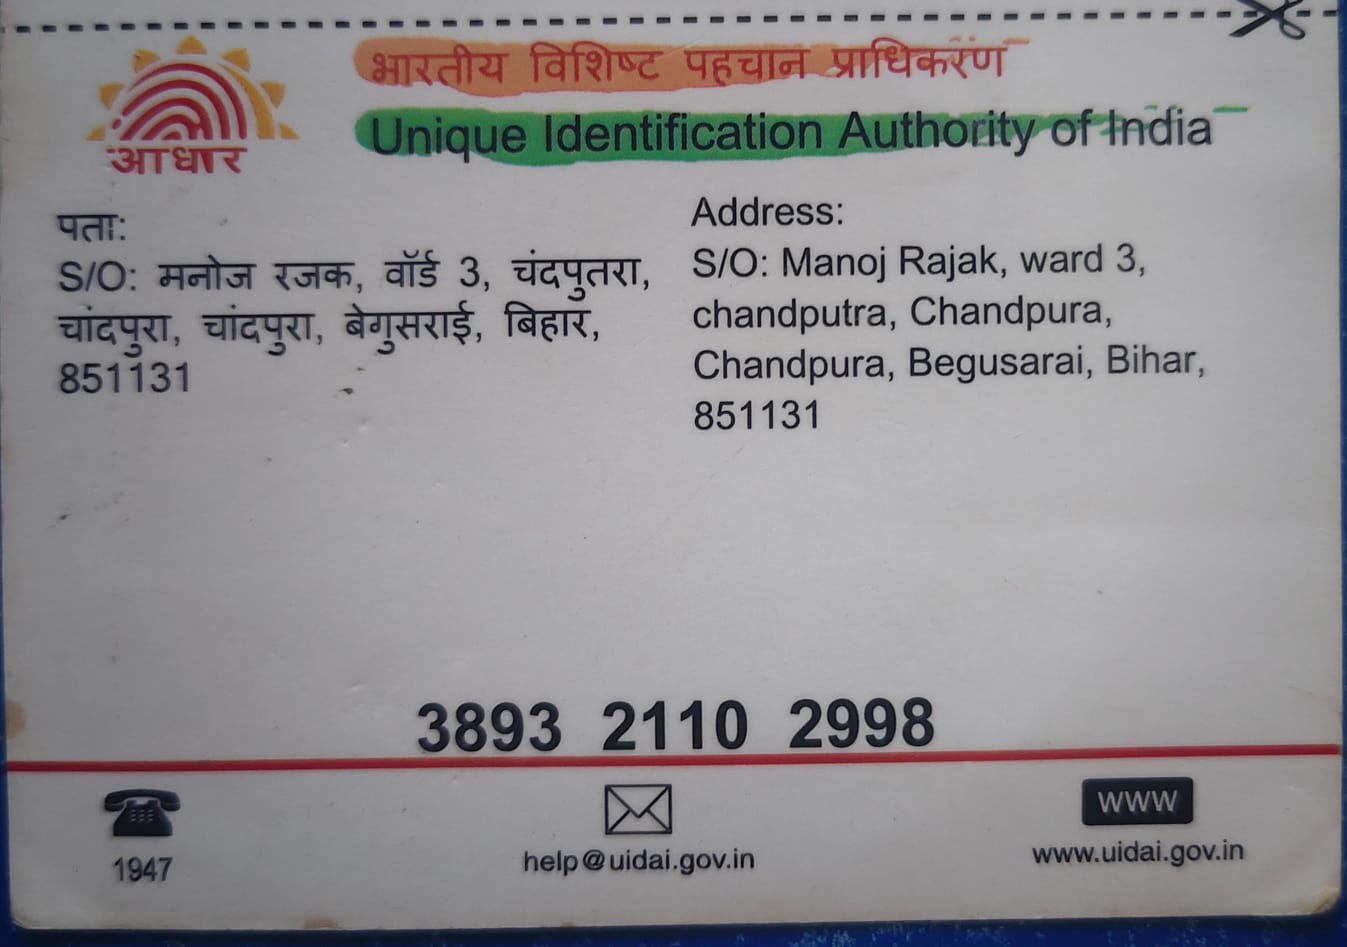 भारतीय विशिष्ट पहचान प्राधिकरण
Unique Identification Authority of India
आधार
पता:
S/O: मनोज रजक, वॉर्ड 3, चंदपुतरा,
चांदपुरा, चांदपुरा, बेगुसराई, बिहार,
851131
Address:
S/O: Manoj Rajak, ward 3,
chandputra, Chandpura,
Chandpura, Begusarai, Bihar,
851131
3893 2110 2998
1947
help@uidai.gov.in
www
www.uidai.gov.in